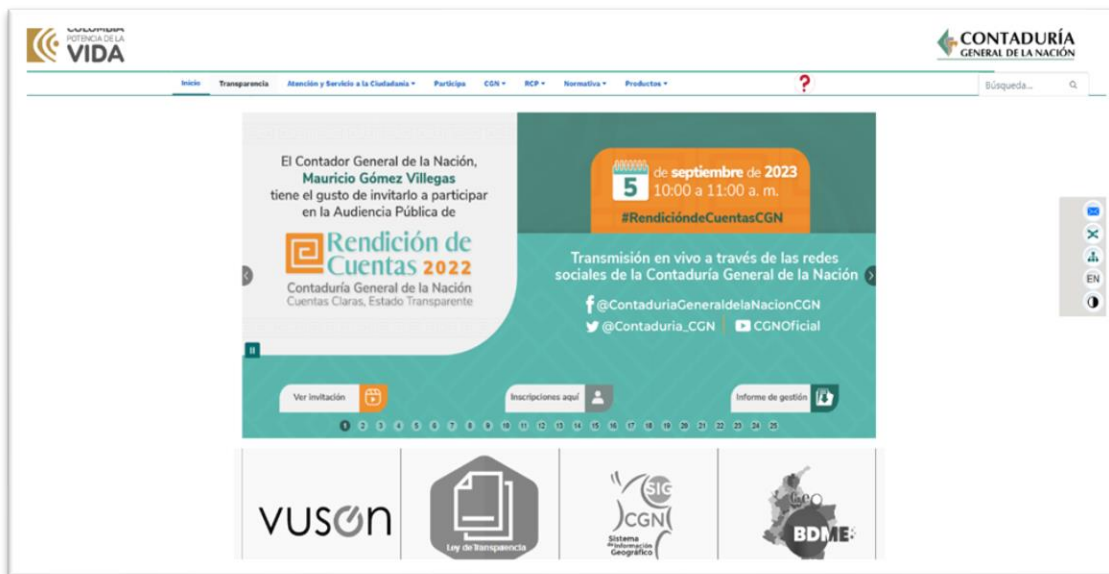 COLOMBIA
POTENCIA DE LA
VIDA
CONTADURÍA
GENERAL DE LA NACIÓN
Inicio Transparencia Atención y Servicio a la Ciudadanía Participa CGN RCP Normativa Productos ? Búsqueda...
El Contador General de la Nación,
Mauricio Gómez Villegas
tiene el gusto de invitarlo a participar
en la Audiencia Pública de
Rendición de
Cuentas 2022
Contaduría General de la Nación
Cuentas Claras, Estado Transparente
5 de septiembre de 2023
10:00 a 11:00 a. m.
#RendicióndeCuentasCGN
Transmisión en vivo a través de las redes
sociales de la Contaduría General de la Nación
@ContaduriaGeneraldelaNacionCGN
@Contaduria_CGN CGNOficial
EN
Ver invitación Inscripciones aquí Informe de gestión
1 2 3 4 5 6 7 8 9 10 11 12 13 14 15 16 17 18 19 20 21 22 23 24 25
VUSON
Ley de Transparencia
SIG
CGN
Sistema
de Información
Geográfico
Geo
BDME